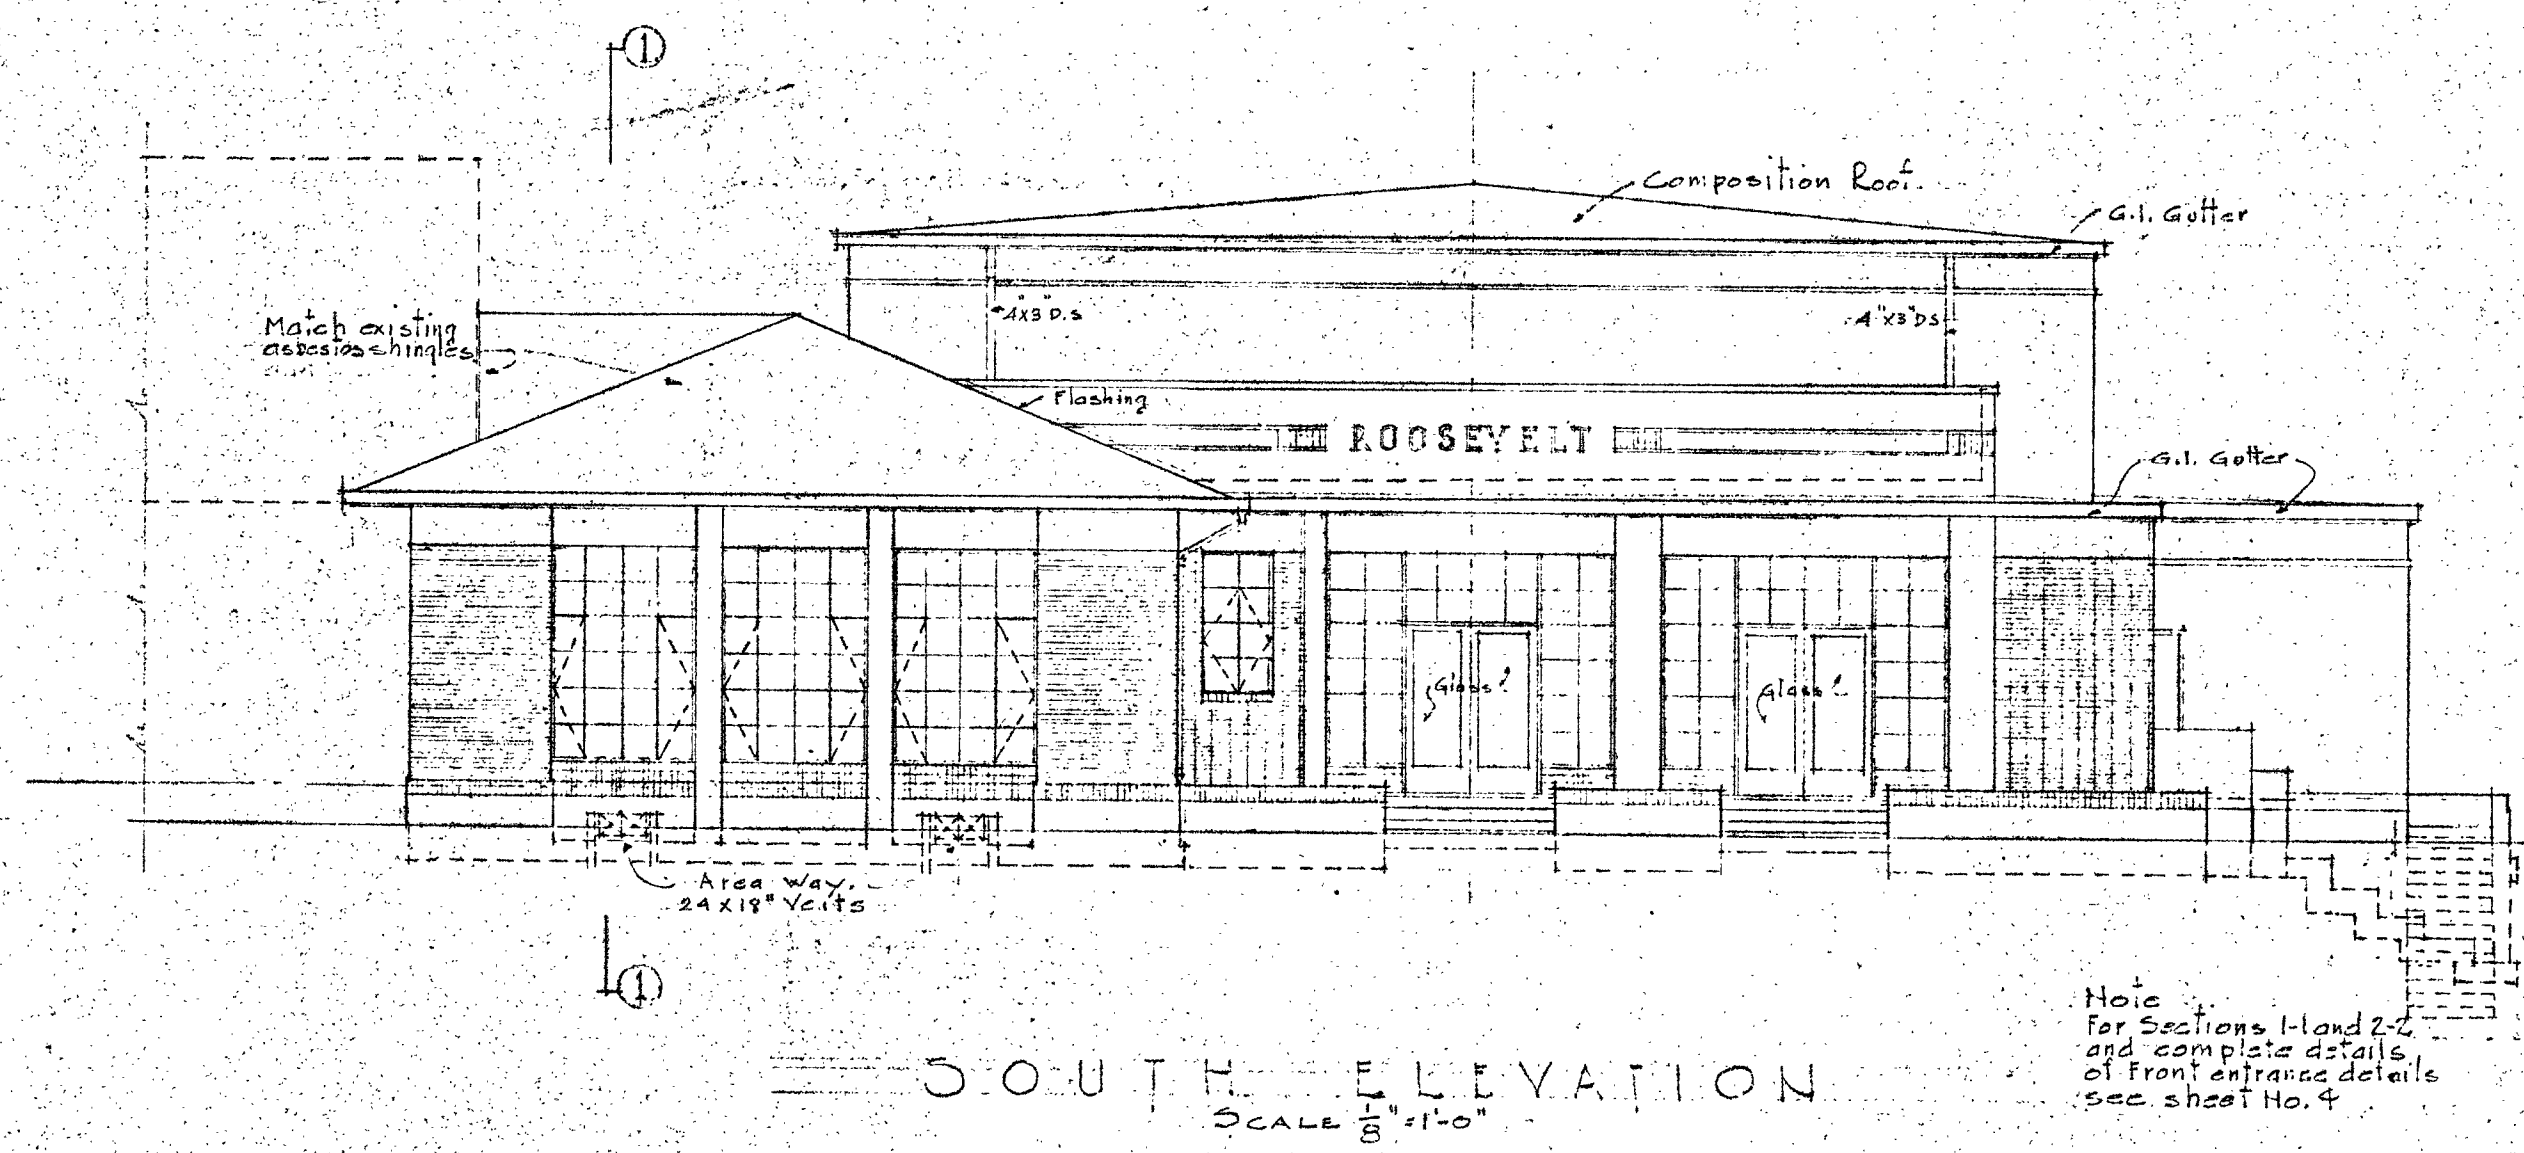 1
Composition Roof.
G.I. Gutter
Match existing
asbestos shingles
4"x3" D.S
4"x3" DS
Flashing
ROOSEVELT
G.I. Gutter
Glass
Glass
Area Way.
24x18" Vents
1
Note
For Sections 1-1 and 2-2
and complete details
of Front entrance details
see sheet No. 4
SOUTH ELEVATION
SCALE 1/8" = 1'-0"